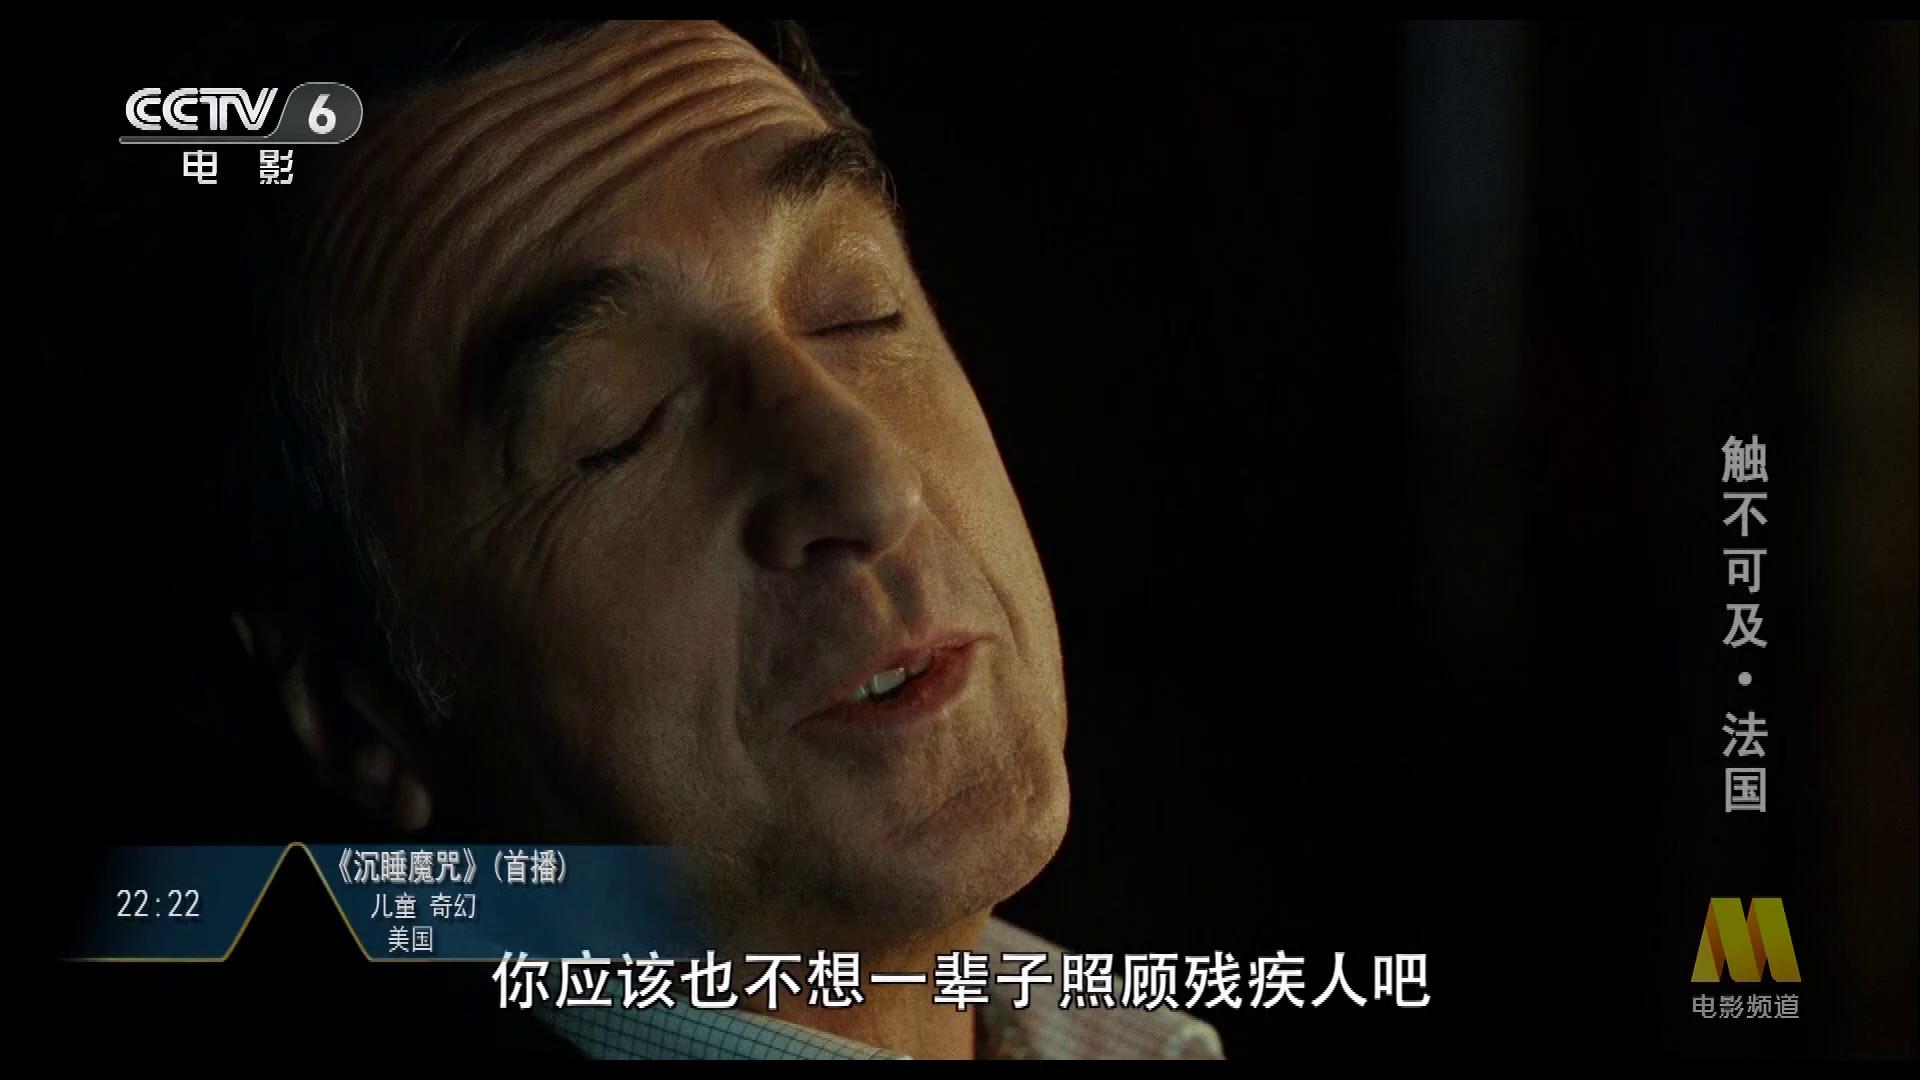 CCTV 6
电影
触不可及·法国
22:22
《沉睡魔咒》(首播)
儿童 奇幻
美国
你应该也不想一辈子照顾残疾人吧
电影频道